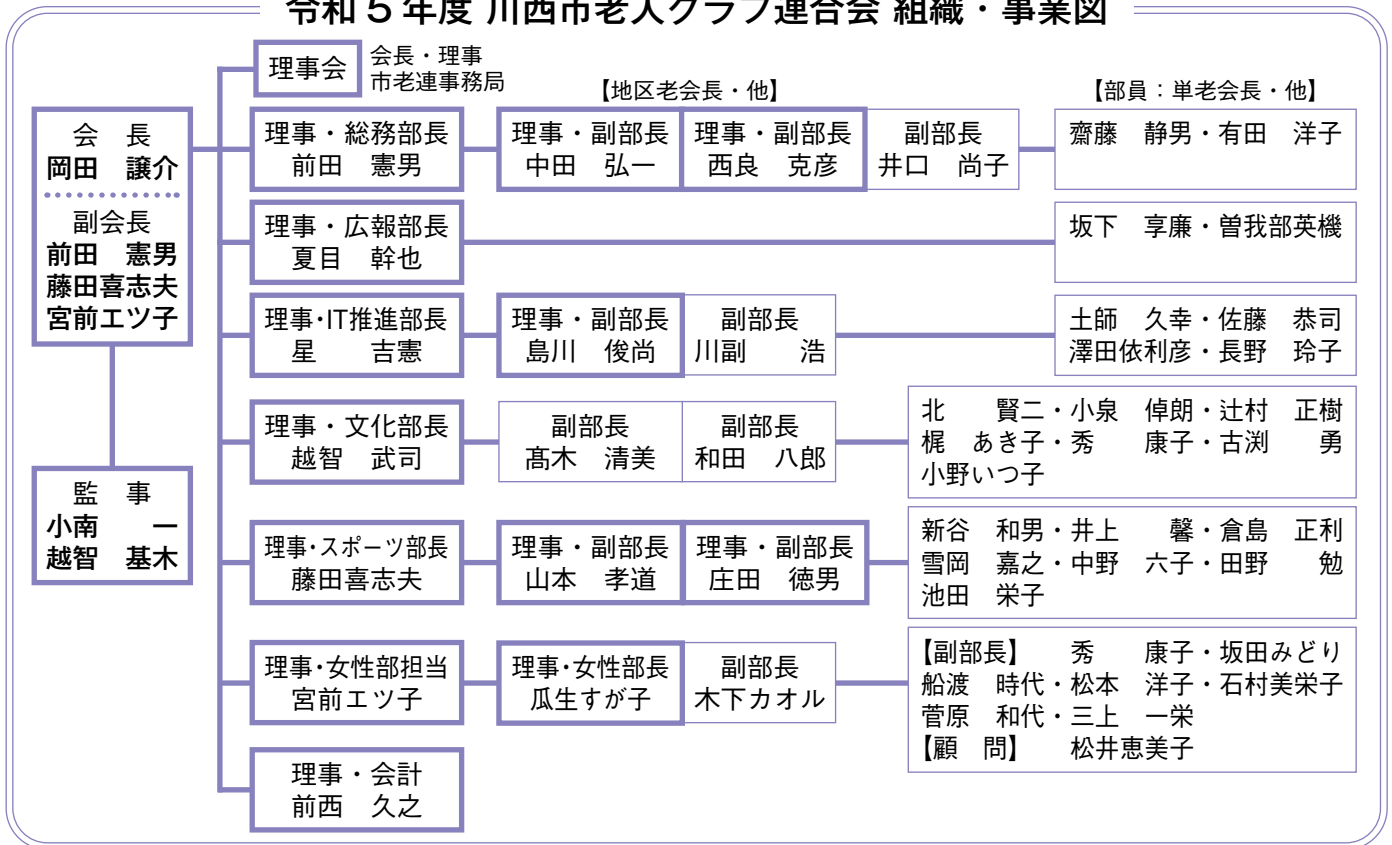 令和5年度 川西市老人クラブ連合会 組織・事業図
理事会
会長・理事
市老連事務局
【地区老会長・他】
【部員：単老会長・他】
会　長
岡田　譲介
副会長
前田　憲男
藤田喜志夫
宮前エツ子
監　事
小南　　一
越智　基木
理事・総務部長
前田　憲男
理事・副部長
中田　弘一
理事・副部長
西良　克彦
副部長
井口　尚子
齋藤　静男・有田　洋子
理事・広報部長
夏目　幹也
坂下　享廉・曽我部英機
理事・IT推進部長
星　　吉憲
理事・副部長
島川　俊尚
副部長
川副　　浩
土師　久幸・佐藤　恭司
澤田依利彦・長野　玲子
理事・文化部長
越智　武司
副部長
髙木　清美
副部長
和田　八郎
北　　賢二・小泉　倬朗・辻村　正樹
梶　あき子・秀　　康子・古渕　　勇
小野いつ子
理事・スポーツ部長
藤田喜志夫
理事・副部長
山本　孝道
理事・副部長
庄田　徳男
新谷　和男・井上　　馨・倉島　正利
雪岡　嘉之・中野　六子・田野　　勉
池田　栄子
理事・女性部担当
宮前エツ子
理事・女性部長
瓜生すが子
副部長
木下カオル
【副部長】　秀　　康子・坂田みどり
船渡　時代・松本　洋子・石村美栄子
菅原　和代・三上　一栄
【顧　問】　松井恵美子
理事・会計
前西　久之